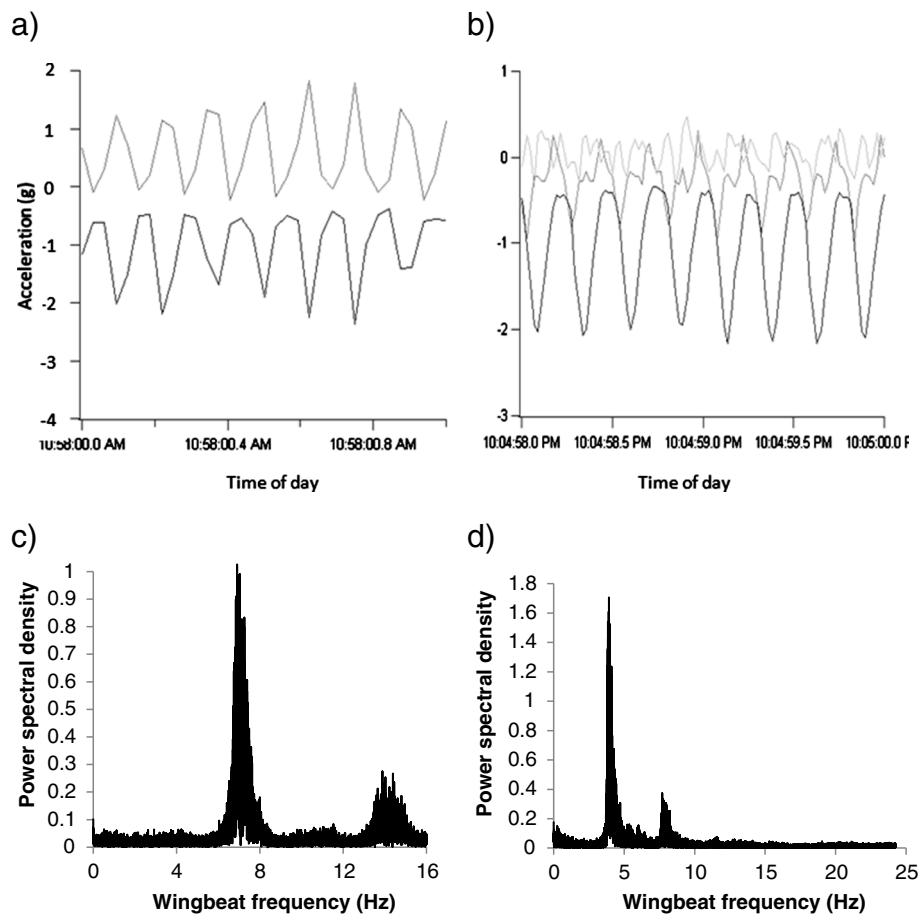 a)
b)
2
1
0
-1
-2
-3
-4
Acceleration (g)
10:58:00.0 AM 10:58:00.4 AM 10:58:00.8 AM
Time of day
1
0
-1
-2
-3
10:04:58.0 PM 10:04:58.5 PM 10:04:59.0 PM 10:04:59.5 PM 10:05:00.0 P
Time of day
c)
d)
1
0.9
0.8
0.7
0.6
0.5
0.4
0.3
0.2
0.1
0
Power spectral density
0 4 8 12 16
Wingbeat frequency (Hz)
1.8
1.6
1.4
1.2
1
0.8
0.6
0.4
0.2
0
Power spectral density
0 5 10 15 20 25
Wingbeat frequency (Hz)